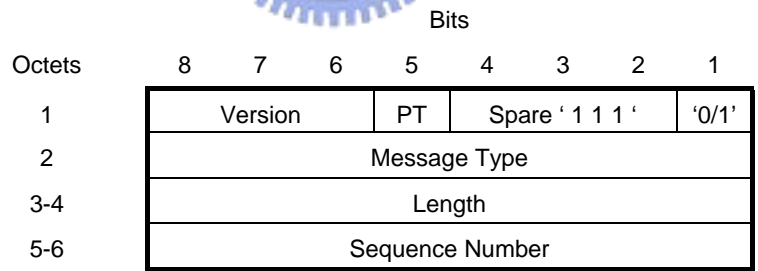 Bits
Octets 8 7 6 5 4 3 2 1
1 Version PT Spare ‘ 1 1 1 ‘ ‘0/1’
2 Message Type
3-4 Length
5-6 Sequence Number